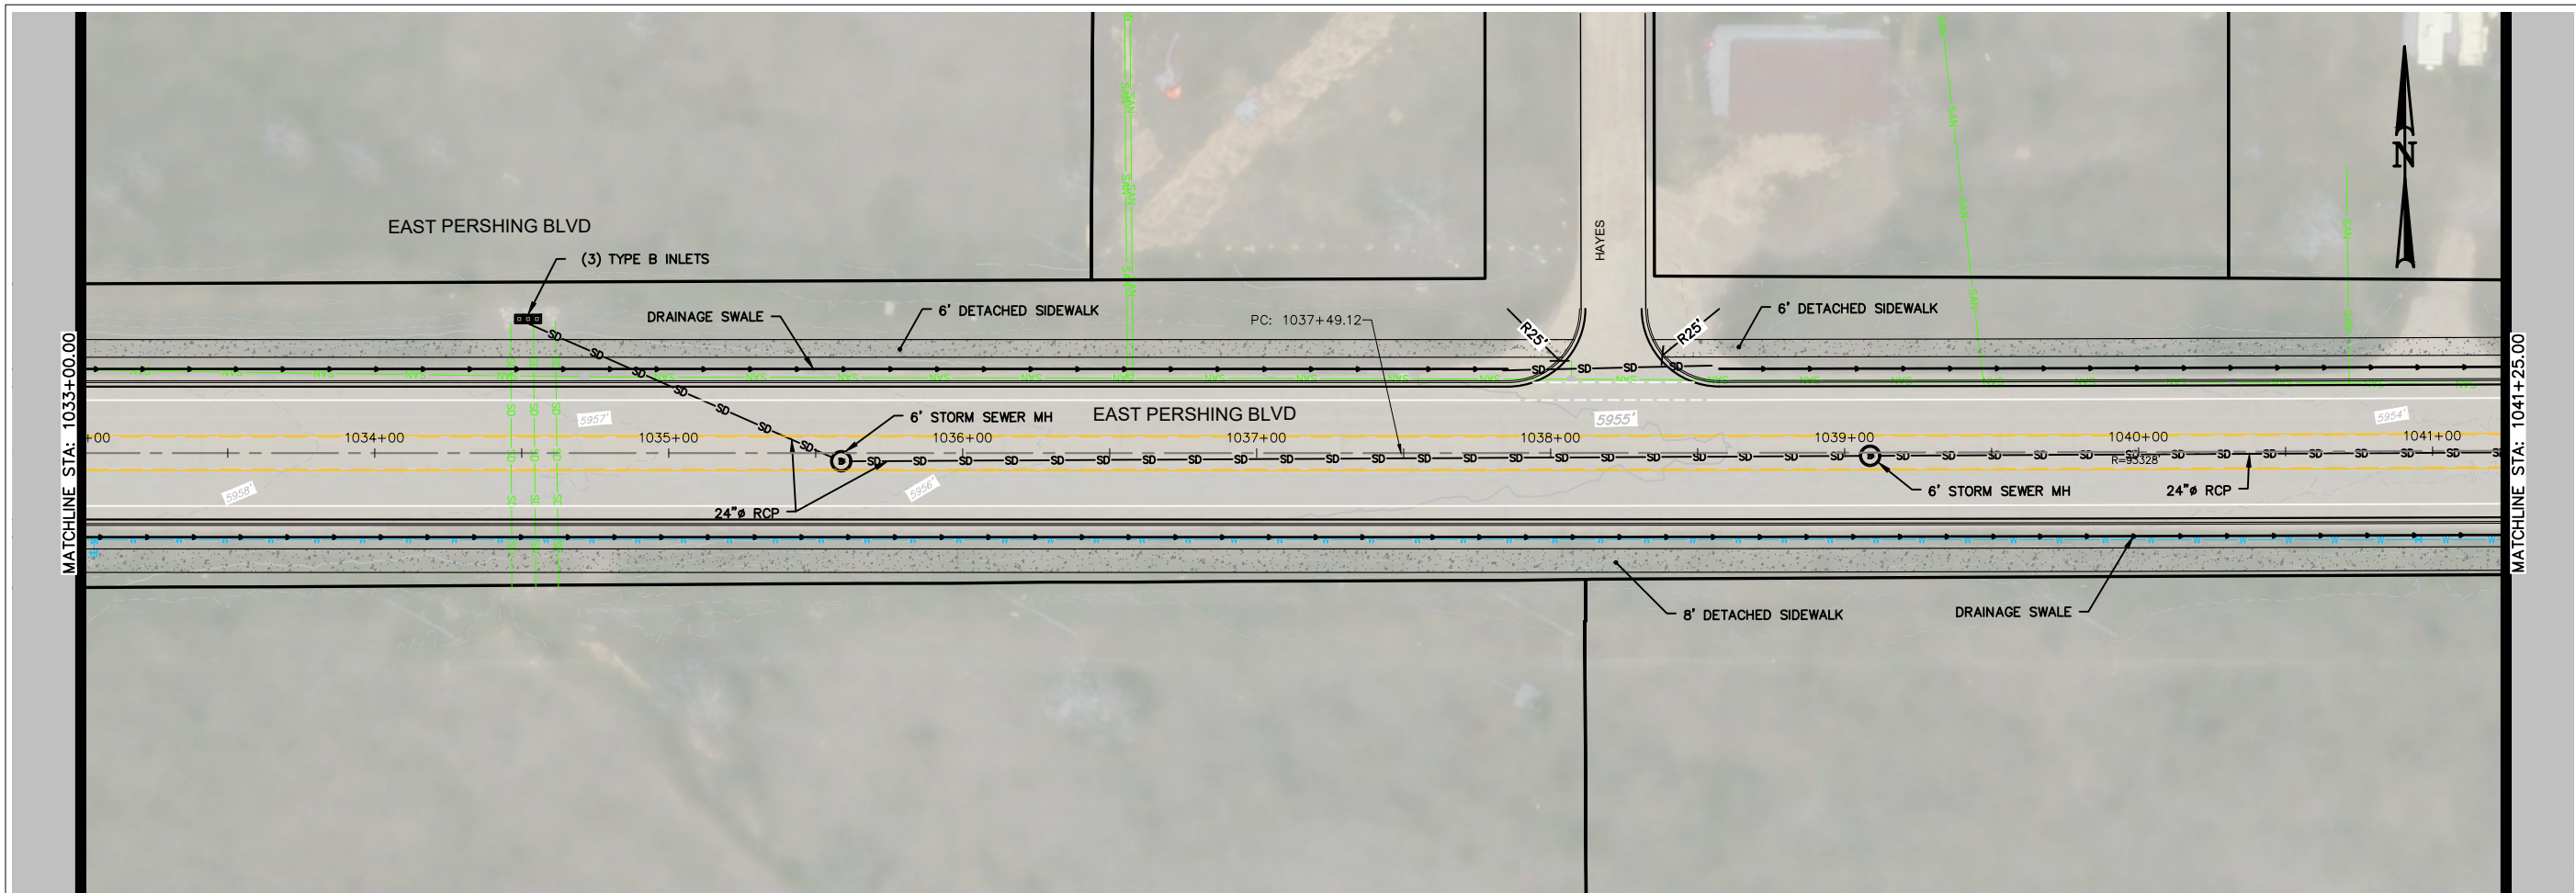 N
HAYES
EAST PERSHING BLVD
(3) TYPE B INLETS
DRAINAGE SWALE
6' DETACHED SIDEWALK
PC: 1037+49.12
R25'
R25'
6' DETACHED SIDEWALK
MATCHLINE STA: 1033+00.00
MATCHLINE STA: 1041+25.00
5957'
6' STORM SEWER MH
EAST PERSHING BLVD
5955'
5954'
+00
1034+00
1035+00
1036+00
1037+00
1038+00
1039+00
1040+00
1041+00
5958'
5956'
24"ø RCP
6' STORM SEWER MH
24"ø RCP
8' DETACHED SIDEWALK
DRAINAGE SWALE
SAN
SD
W
D
D